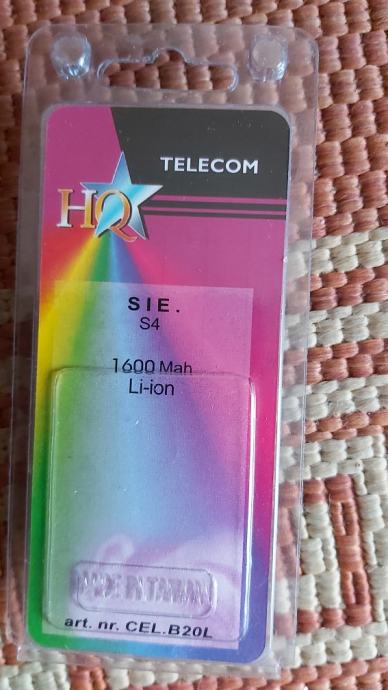 TELECOM
HQ
SIE.
S4
1600 Mah
Li-ion
MADE IN TAIWAN
art. nr. CEL.B20L